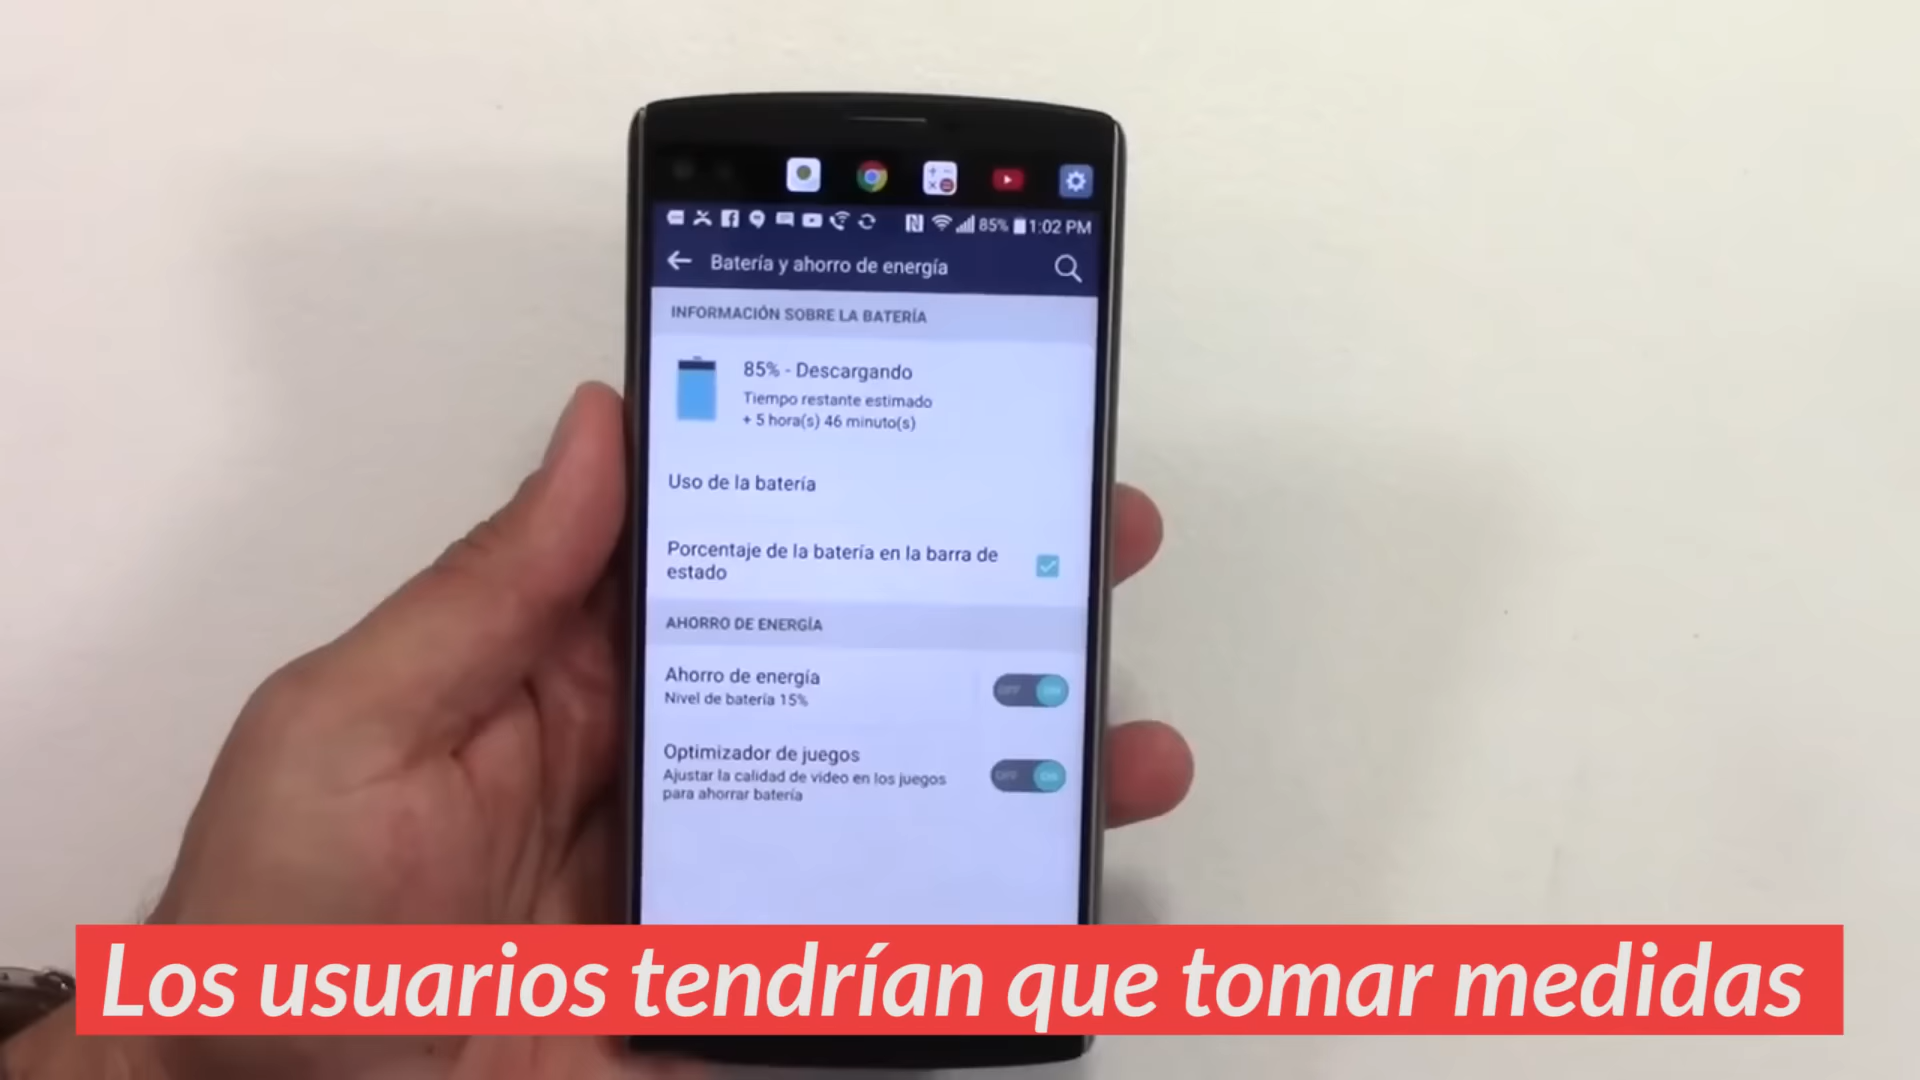 85% 1:02 PM
Batería y ahorro de energía
INFORMACIÓN SOBRE LA BATERÍA
85% - Descargando
Tiempo restante estimado
+ 5 hora(s) 46 minuto(s)
Uso de la batería
Porcentaje de la batería en la barra de
estado
AHORRO DE ENERGÍA
Ahorro de energía
Nivel de batería 15%
OFF ON
Optimizador de juegos
Ajustar la calidad de video en los juegos
para ahorrar batería
OFF ON
Los usuarios tendrían que tomar medidas